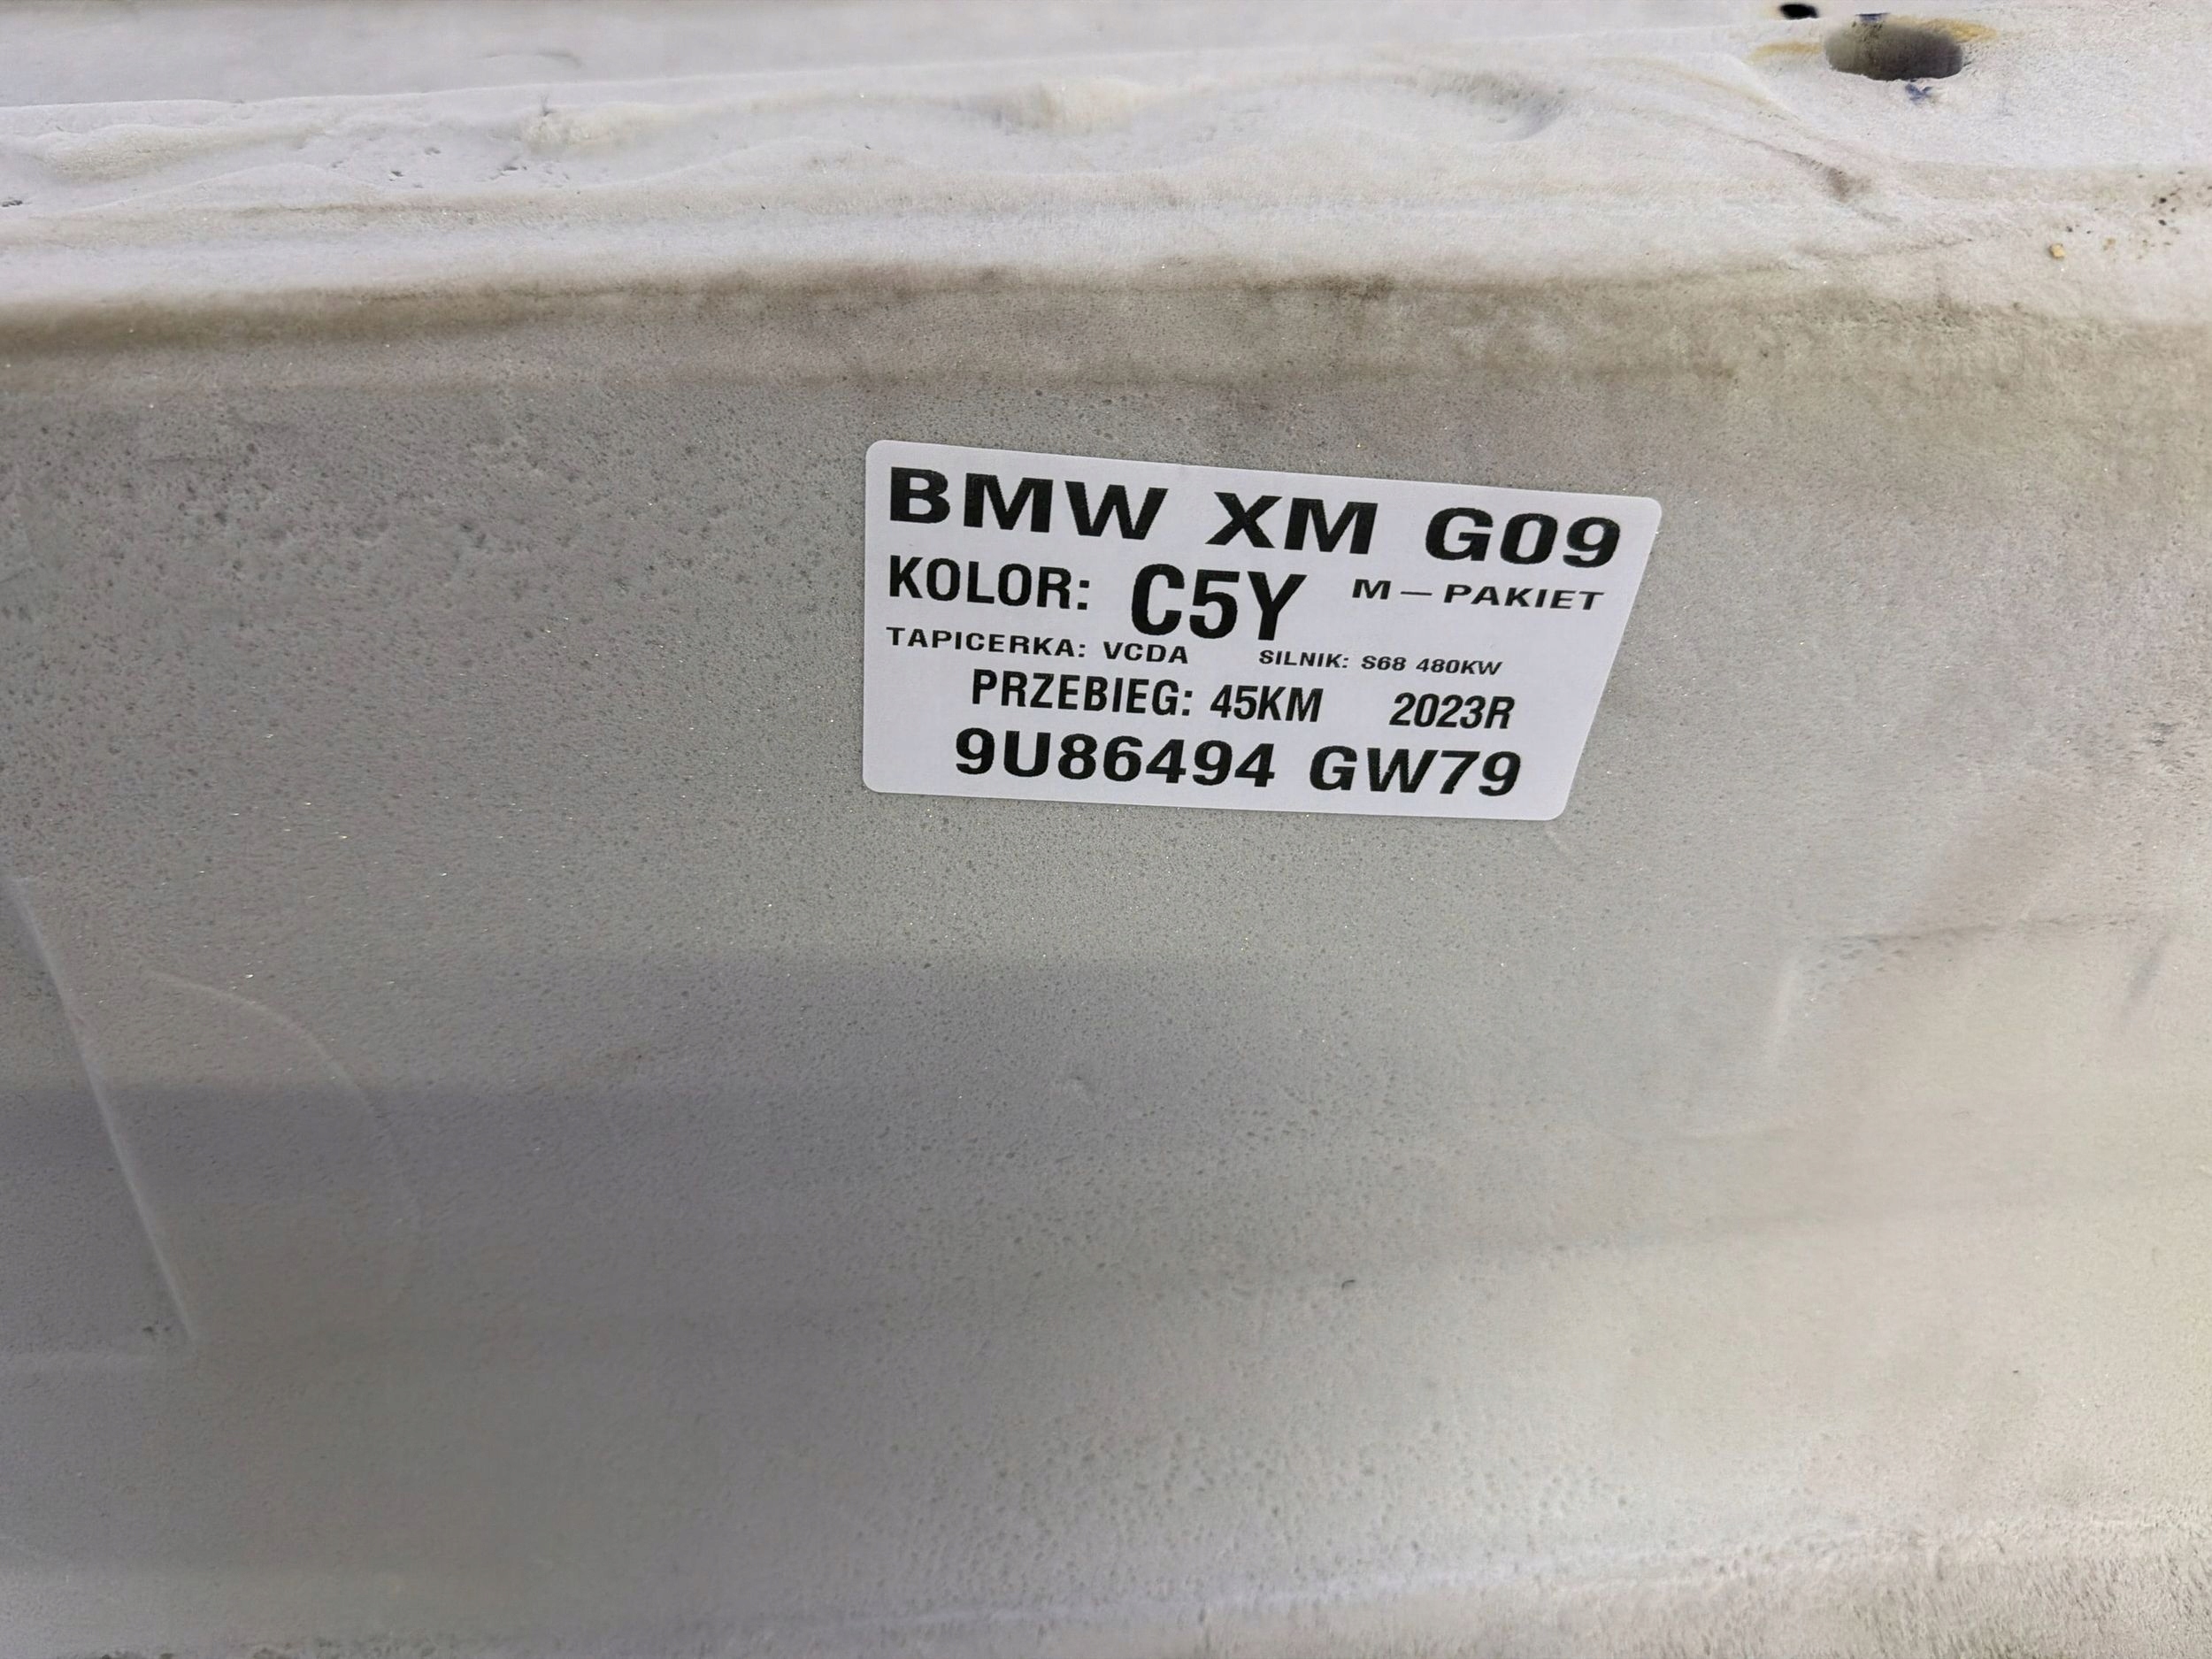 BMW XM G09
KOLOR: C5Y M - PAKIET
TAPICERKA: VCDA SILNIK: S68 480KW
PRZEBIEG: 45KM 2023R
9U86494 GW79